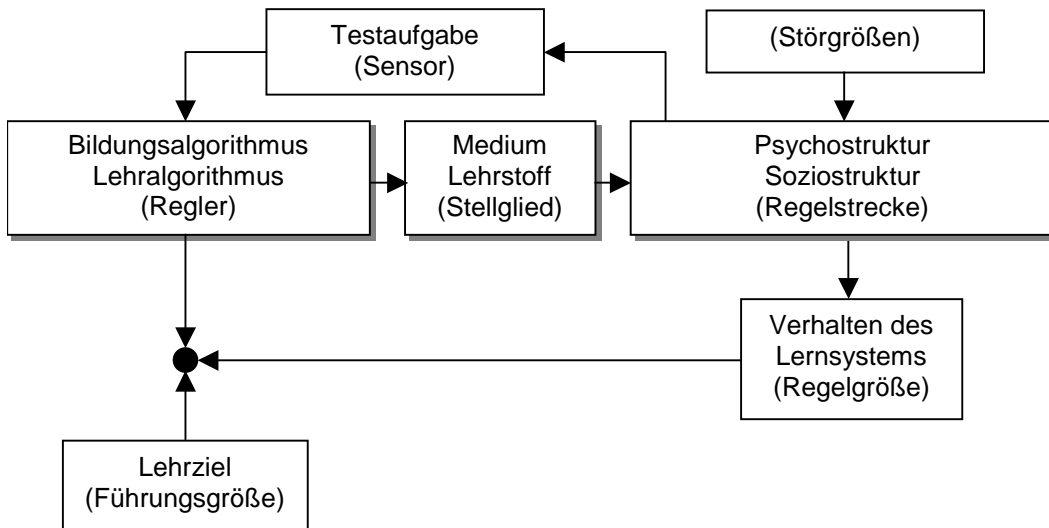 Testaufgabe
(Sensor)
(Störgrößen)
Bildungsalgorithmus
Lehralgorithmus
(Regler)
Medium
Lehrstoff
(Stellglied)
Psychostruktur
Soziostruktur
(Regelstrecke)
Verhalten des
Lernsystems
(Regelgröße)
Lehrziel
(Führungsgröße)